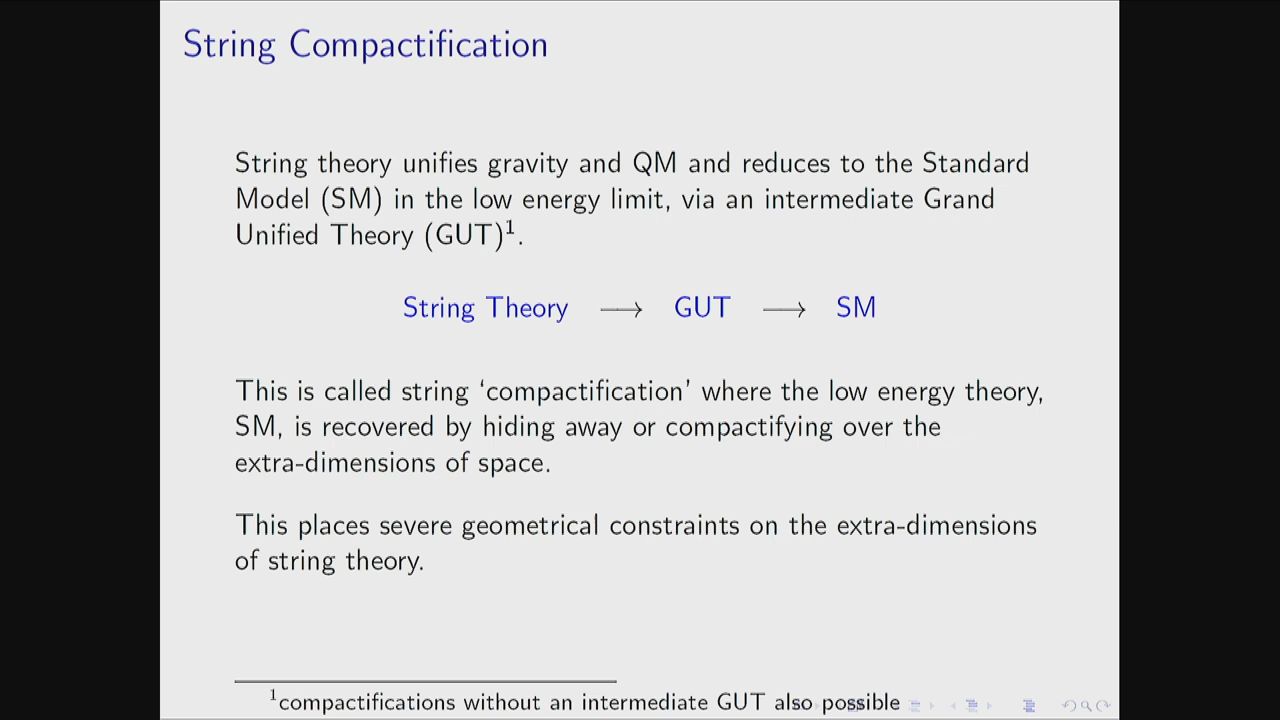 String Compactification
String theory unifies gravity and QM and reduces to the Standard
Model (SM) in the low energy limit, via an intermediate Grand
Unified Theory (GUT)¹.
String Theory ⟶ GUT ⟶ SM
This is called string ‘compactification’ where the low energy theory,
SM, is recovered by hiding away or compactifying over the
extra-dimensions of space.
This places severe geometrical constraints on the extra-dimensions
of string theory.
¹compactifications without an intermediate GUT also possible